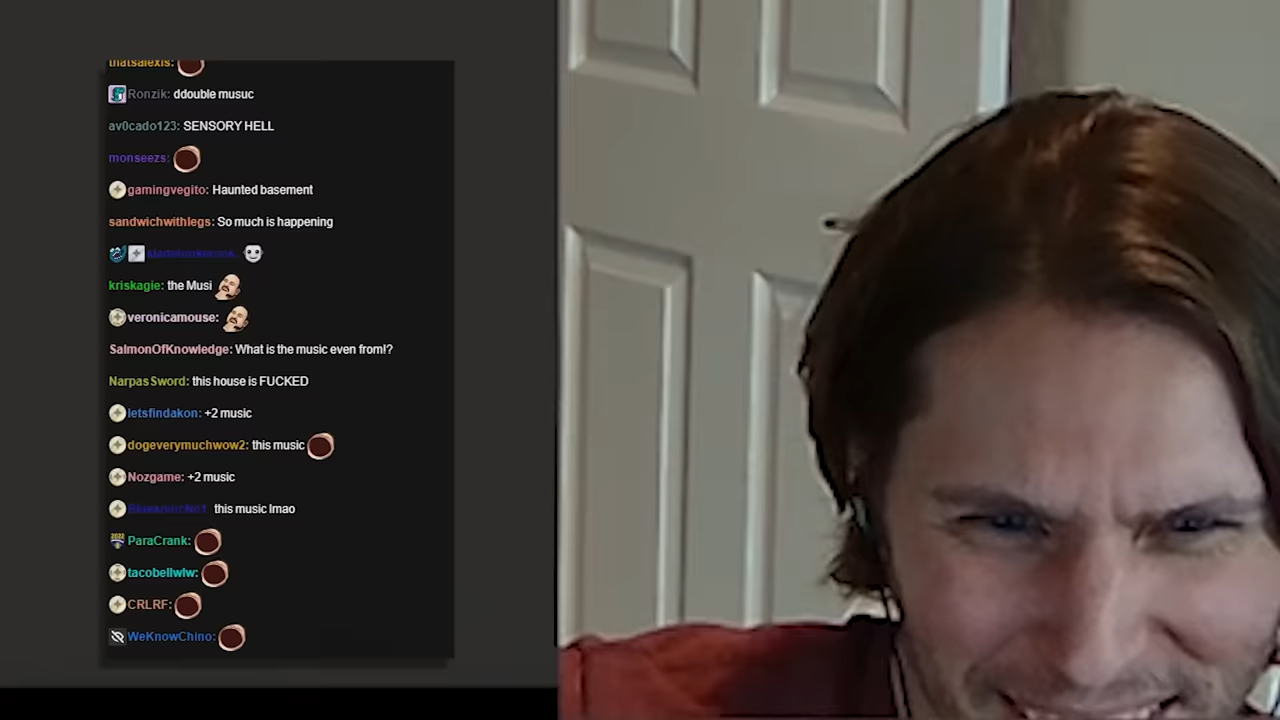 thatsalexis:
Ronzik: ddouble musuc
av0cado123: SENSORY HELL
monseezs:
gamingvegito: Haunted basement
sandwichwithlegs: So much is happening
kriskagie: the Musi
veronicamouse:
SalmonOfKnowledge: What is the music even from!?
NarpasSword: this house is FUCKED
letsfindakon: +2 music
dogeverymuchwow2: this music
Nozgame: +2 music
this music lmao
2022 ParaCrank:
tacobellwlw:
CRLRF:
WeKnowChino: